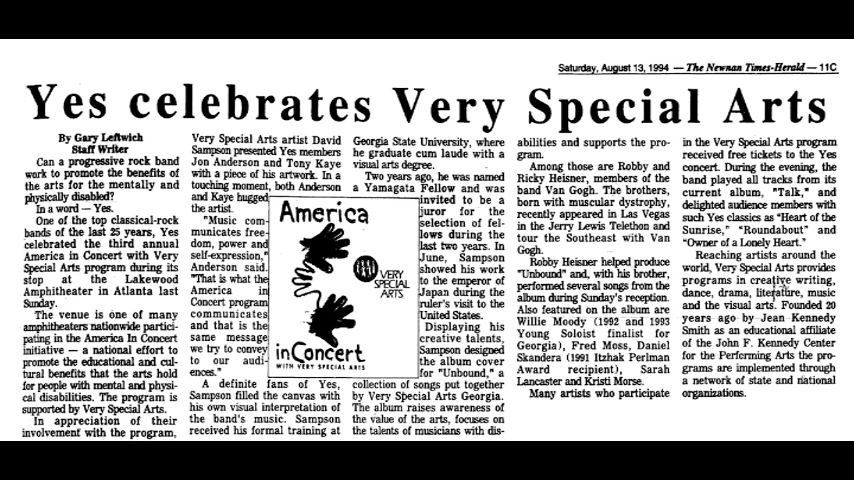 Saturday, August 13, 1994 — The Newnan Times-Herald — 11C
Yes celebrates Very Special Arts
By Gary Leftwich
Staff Writer
Can a progressive rock band
work to promote the benefits of
the arts for the mentally and
physically disabled?
In a word — Yes.
One of the top classical-rock
bands of the last 25 years, Yes
celebrated the third annual
America in Concert with Very
Special Arts program during its
stop at the Lakewood
Amphitheater in Atlanta last
Sunday.
The venue is one of many
amphitheaters nationwide partici-
pating in the America In Concert
initiative — a national effort to
promote the educational and cul-
tural benefits that the arts hold
for people with mental and physi-
cal disabilities. The program is
supported by Very Special Arts.
In appreciation of their
involvement with the program,
Very Special Arts artist David
Sampson presented Yes members
Jon Anderson and Tony Kaye
with a piece of his artwork. In a
touching moment, both Anderson
and Kaye hugged
the artist.
"Music com-
municates free-
dom, power and
self-expression,"
Anderson said.
"That is what the
America in
Concert program
communicates
and that is the
same message
we try to convey
to our audi-
ences."
A definite fans of Yes,
Sampson filled the canvas with
his own visual interpretation of
the band's music. Sampson
received his formal training at
America
VERY
SPECIAL
ARTS
in Concert
WITH VERY SPECIAL ARTS
Georgia State University, where
he graduate cum laude with a
visual arts degree.
Two years ago, he was named
a Yamagata Fellow and was
invited to be a
juror for the
selection of fel-
lows during the
last two years. In
June, Sampson
showed his work
to the emperor of
Japan during the
ruler's visit to the
United States.
Displaying his
creative talents,
Sampson designed
the album cover
for "Unbound," a
collection of songs put together
by Very Special Arts Georgia.
The album raises awareness of
the value of the arts, focuses on
the talents of musicians with dis-
abilities and supports the pro-
gram.
Among those are Robby and
Ricky Heisner, members of the
band Van Gogh. The brothers,
born with muscular dystrophy,
recently appeared in Las Vegas
in the Jerry Lewis Telethon and
tour the Southeast with Van
Gogh.
Robby Heisner helped produce
"Unbound" and, with his brother,
performed several songs from the
album during Sunday's reception.
Also featured on the album are
Willie Moody (1992 and 1993
Young Soloist finalist for
Georgia), Fred Moss, Daniel
Skandera (1991 Itzhak Perlman
Award recipient), Sarah
Lancaster and Kristi Morse.
Many artists who participate
in the Very Special Arts program
received free tickets to the Yes
concert. During the evening, the
band played all tracks from its
current album, "Talk," and
delighted audience members with
such Yes classics as "Heart of the
Sunrise," "Roundabout" and
"Owner of a Lonely Heart."
Reaching artists around the
world, Very Special Arts provides
programs in creative writing,
dance, drama, literature, music
and the visual arts. Founded 20
years ago by Jean Kennedy
Smith as an educational affiliate
of the John F. Kennedy Center
for the Performing Arts the pro-
grams are implemented through
a network of state and national
organizations.